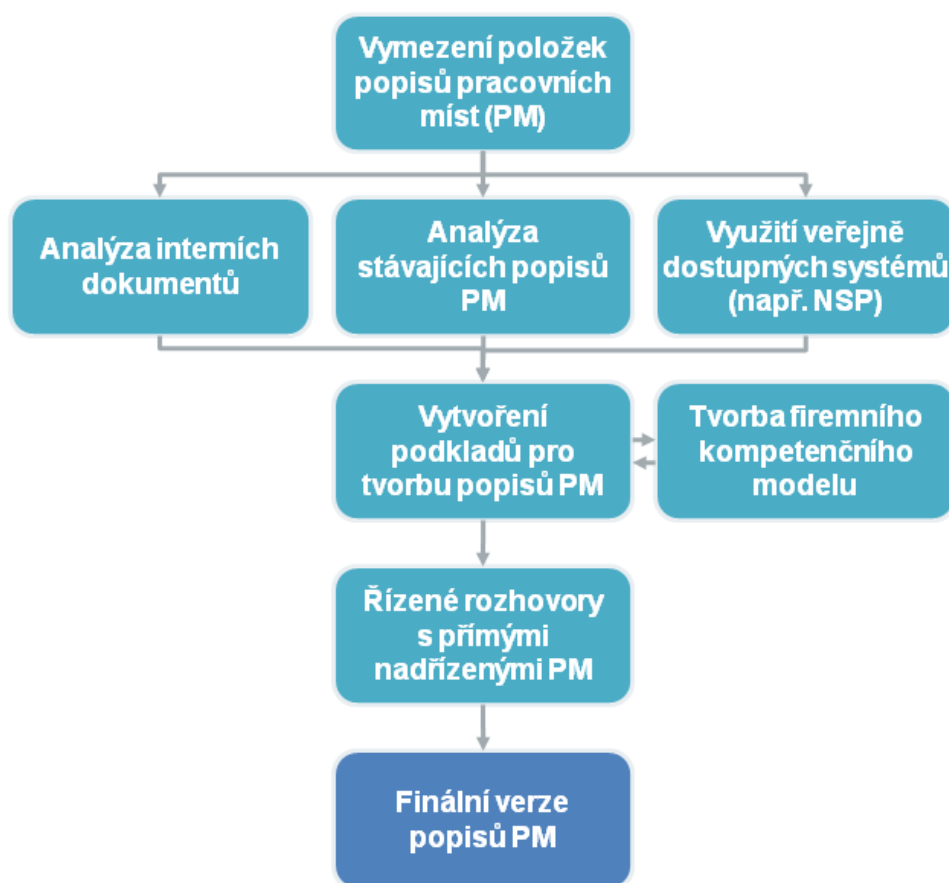 Vymezení položek
popisů pracovních
míst (PM)
Analýza interních
dokumentů
Analýza
stávajících popisů
PM
Využití veřejně
dostupných systémů
(např. NSP)
Vytvoření
podkladů pro
tvorbu popisů PM
Tvorba firemního
kompetenčního
modelu
Řízené rozhovory
s přímými
nadřízenými PM
Finální verze
popisů PM